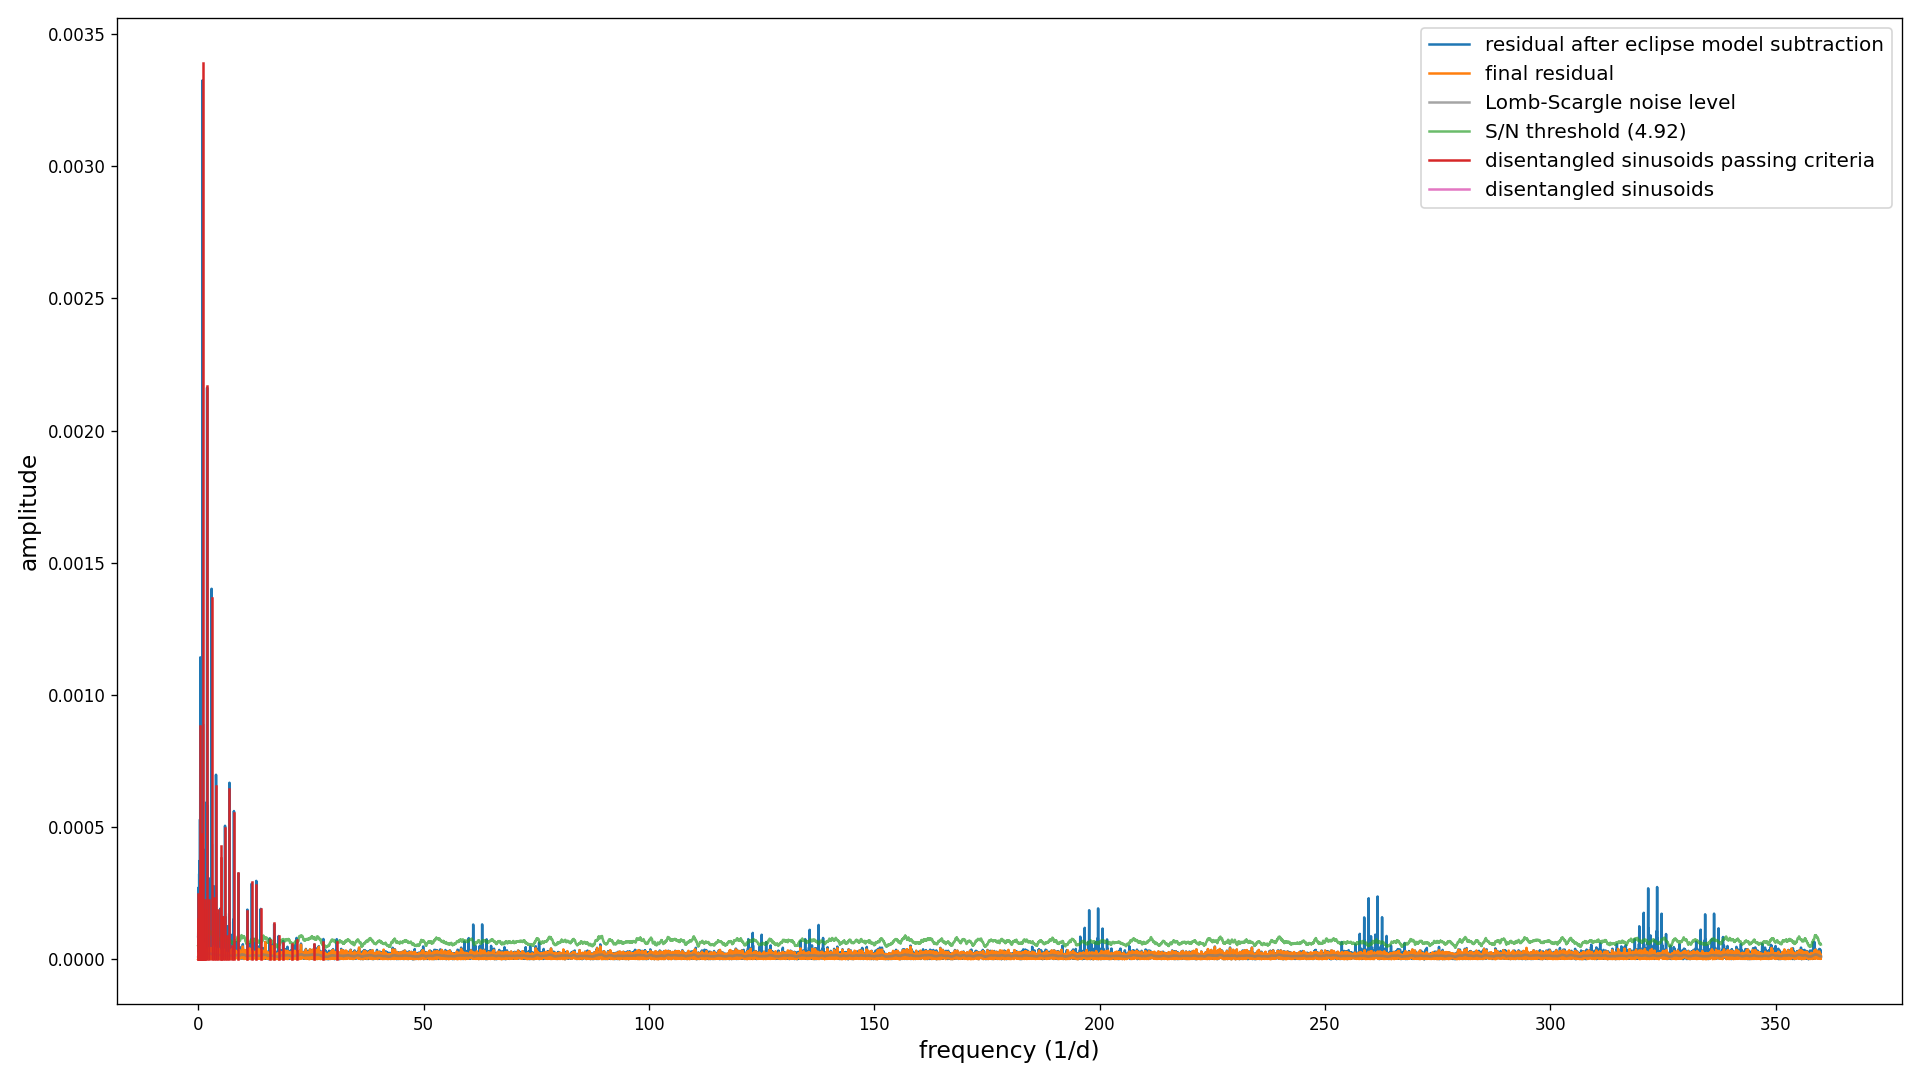 residual after eclipse model subtraction
final residual
Lomb-Scargle noise level
S/N threshold (4.92)
disentangled sinusoids passing criteria
disentangled sinusoids
0.0035
0.0030
0.0025
0.0020
0.0015
0.0010
0.0005
0.0000
amplitude
0 50 100 150 200 250 300 350
frequency (1/d)